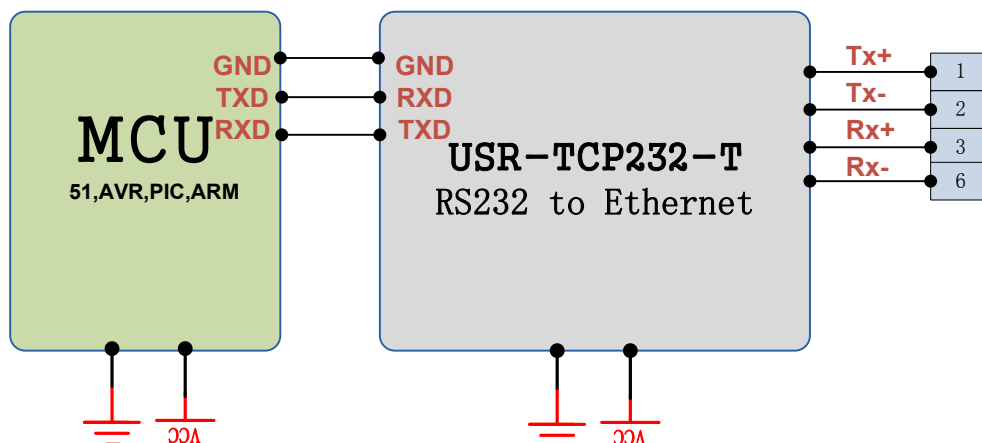 GND
TXD
RXD
MCU
51,AVR,PIC,ARM
GND
RXD
TXD
USR-TCP232-T
RS232 to Ethernet
Tx+
Tx-
Rx+
Rx-
1
2
3
6
VCC
VCC